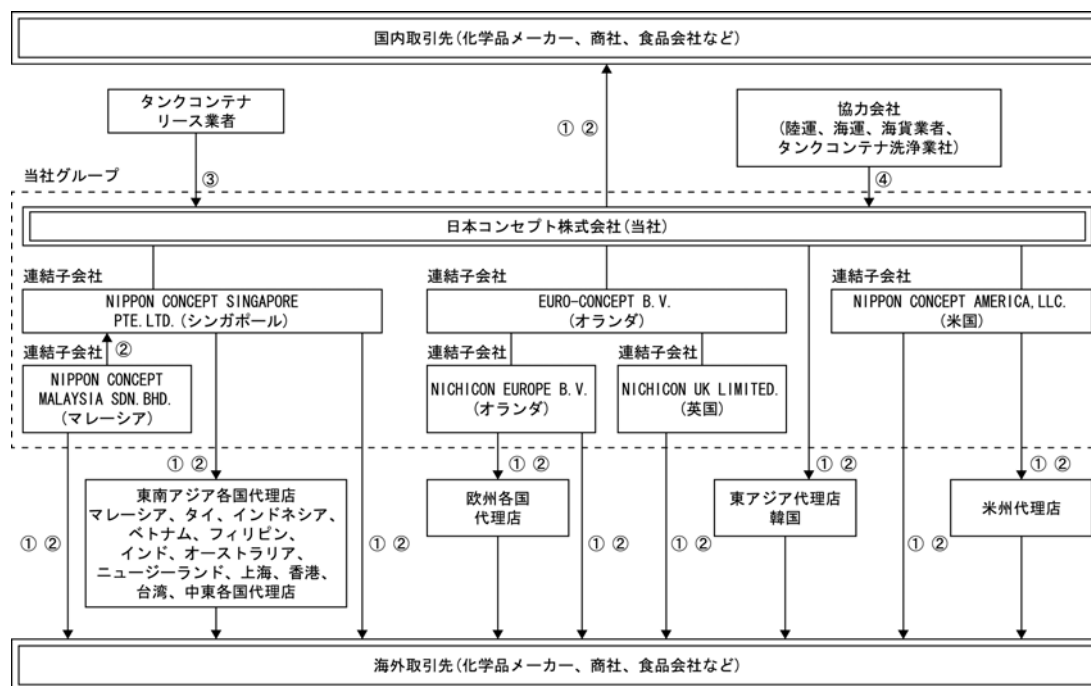 国内取引先(化学品メーカー、商社、食品会社など)
タンクコンテナ
リース業者
協力会社
(陸運、海運、海貨業者、
タンクコンテナ洗浄業社)
① ②
当社グループ
③
④
日本コンセプト株式会社(当社)
連結子会社
NIPPON CONCEPT SINGAPORE
PTE.LTD.(シンガポール)
連結子会社
EURO-CONCEPT B.V.
(オランダ)
連結子会社
NIPPON CONCEPT AMERICA,LLC.
(米国)
連結子会社
②
NIPPON CONCEPT
MALAYSIA SDN.BHD.
(マレーシア)
連結子会社
NICHICON EUROPE B.V.
(オランダ)
連結子会社
NICHICON UK LIMITED.
(英国)
① ②
① ②
① ②
① ②
東南アジア各国代理店
マレーシア、タイ、インドネシア、
ベトナム、フィリピン、
インド、オーストラリア、
ニュージーランド、上海、香港、
台湾、中東各国代理店
欧州各国
代理店
東アジア代理店
韓国
米州代理店
① ②
① ②
① ②
① ②
① ②
海外取引先(化学品メーカー、商社、食品会社など)